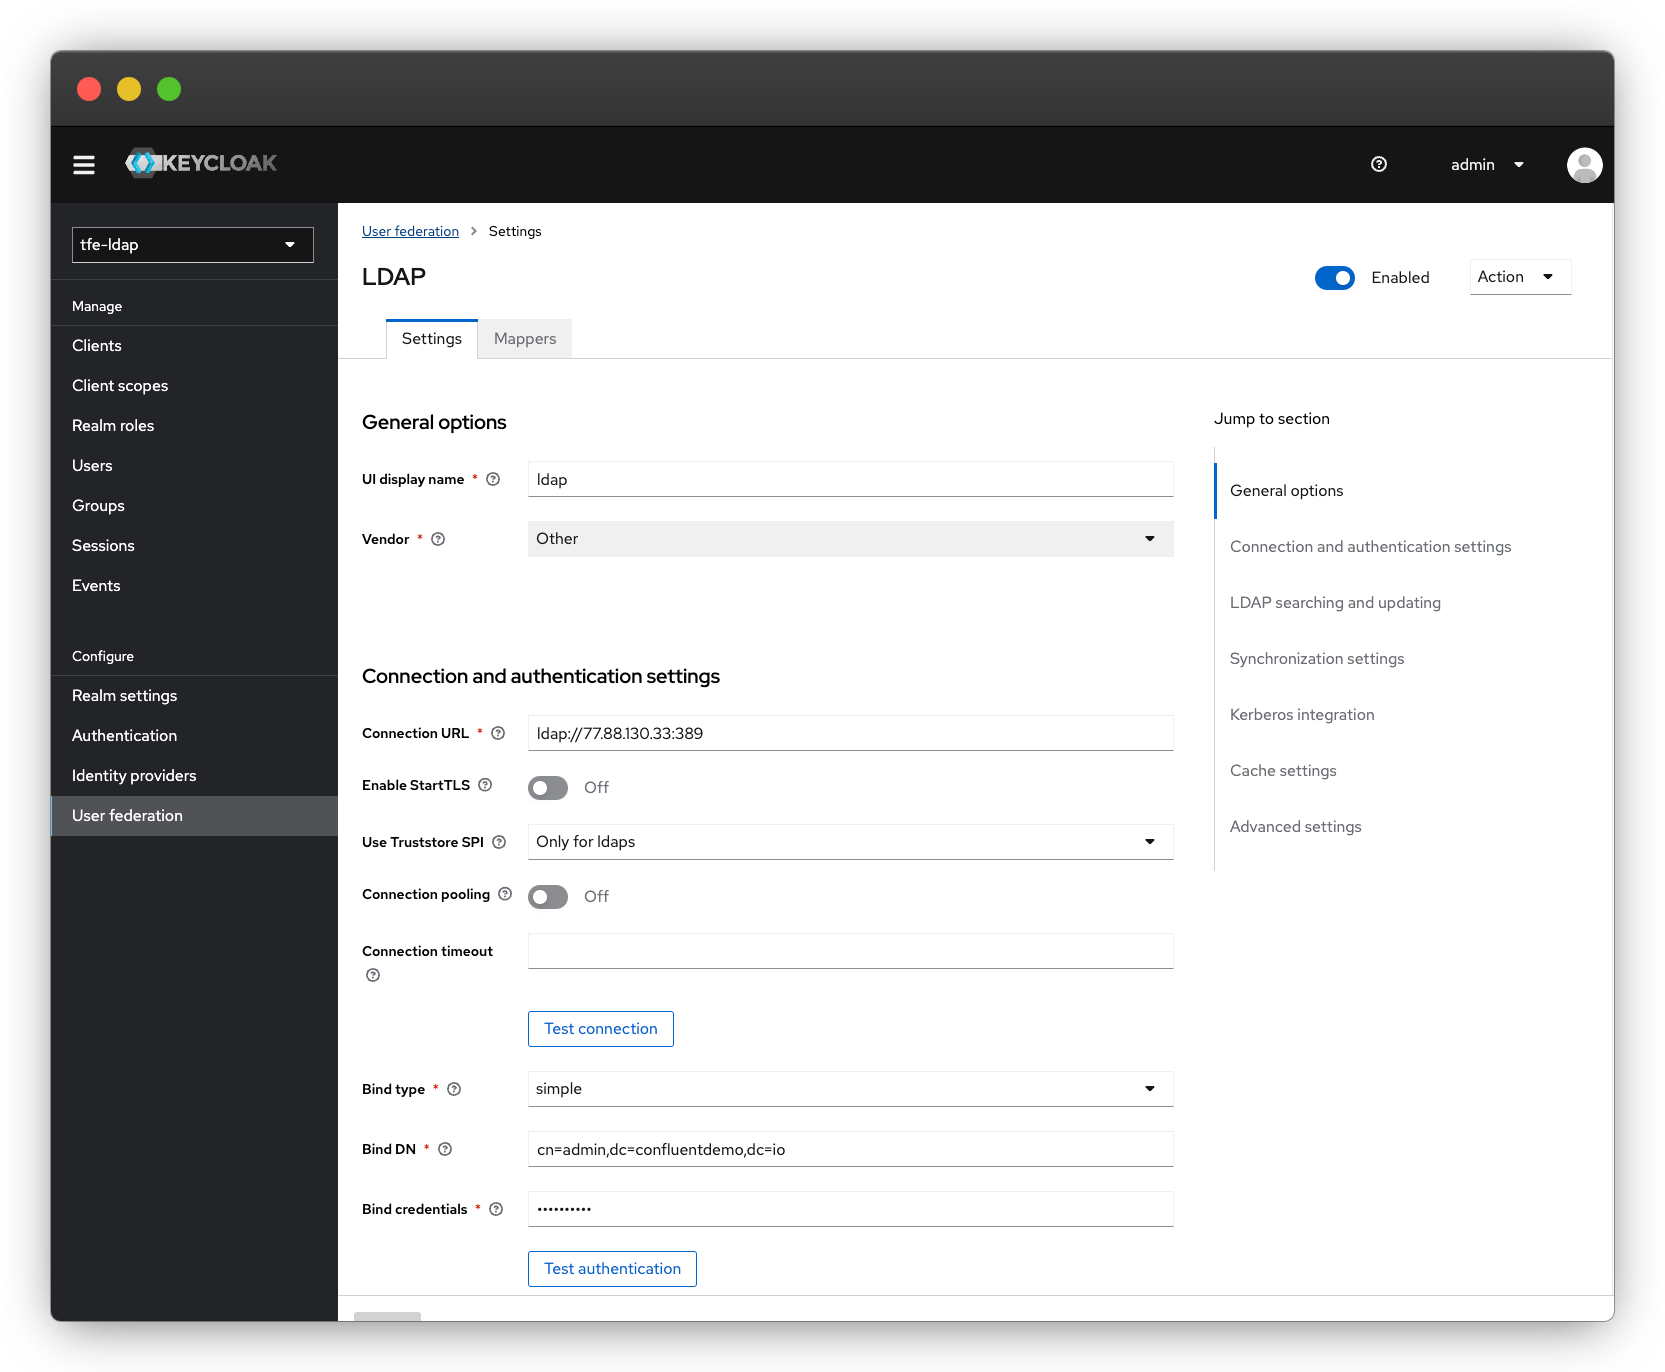 KEYCLOAK
admin
tfe-ldap
Manage
Clients
Client scopes
Realm roles
Users
Groups
Sessions
Events
Configure
Realm settings
Authentication
Identity providers
User federation
User federation > Settings
LDAP
Enabled
Action
Settings
Mappers
General options
UI display name *
ldap
Vendor *
Other
Connection and authentication settings
Connection URL *
ldap://77.88.130.33:389
Enable StartTLS
Off
Use Truststore SPI
Only for ldaps
Connection pooling
Off
Connection timeout
Test connection
Bind type *
simple
Bind DN *
cn=admin,dc=confluentdemo,dc=io
Bind credentials *
••••••••••
Test authentication
Jump to section
General options
Connection and authentication settings
LDAP searching and updating
Synchronization settings
Kerberos integration
Cache settings
Advanced settings